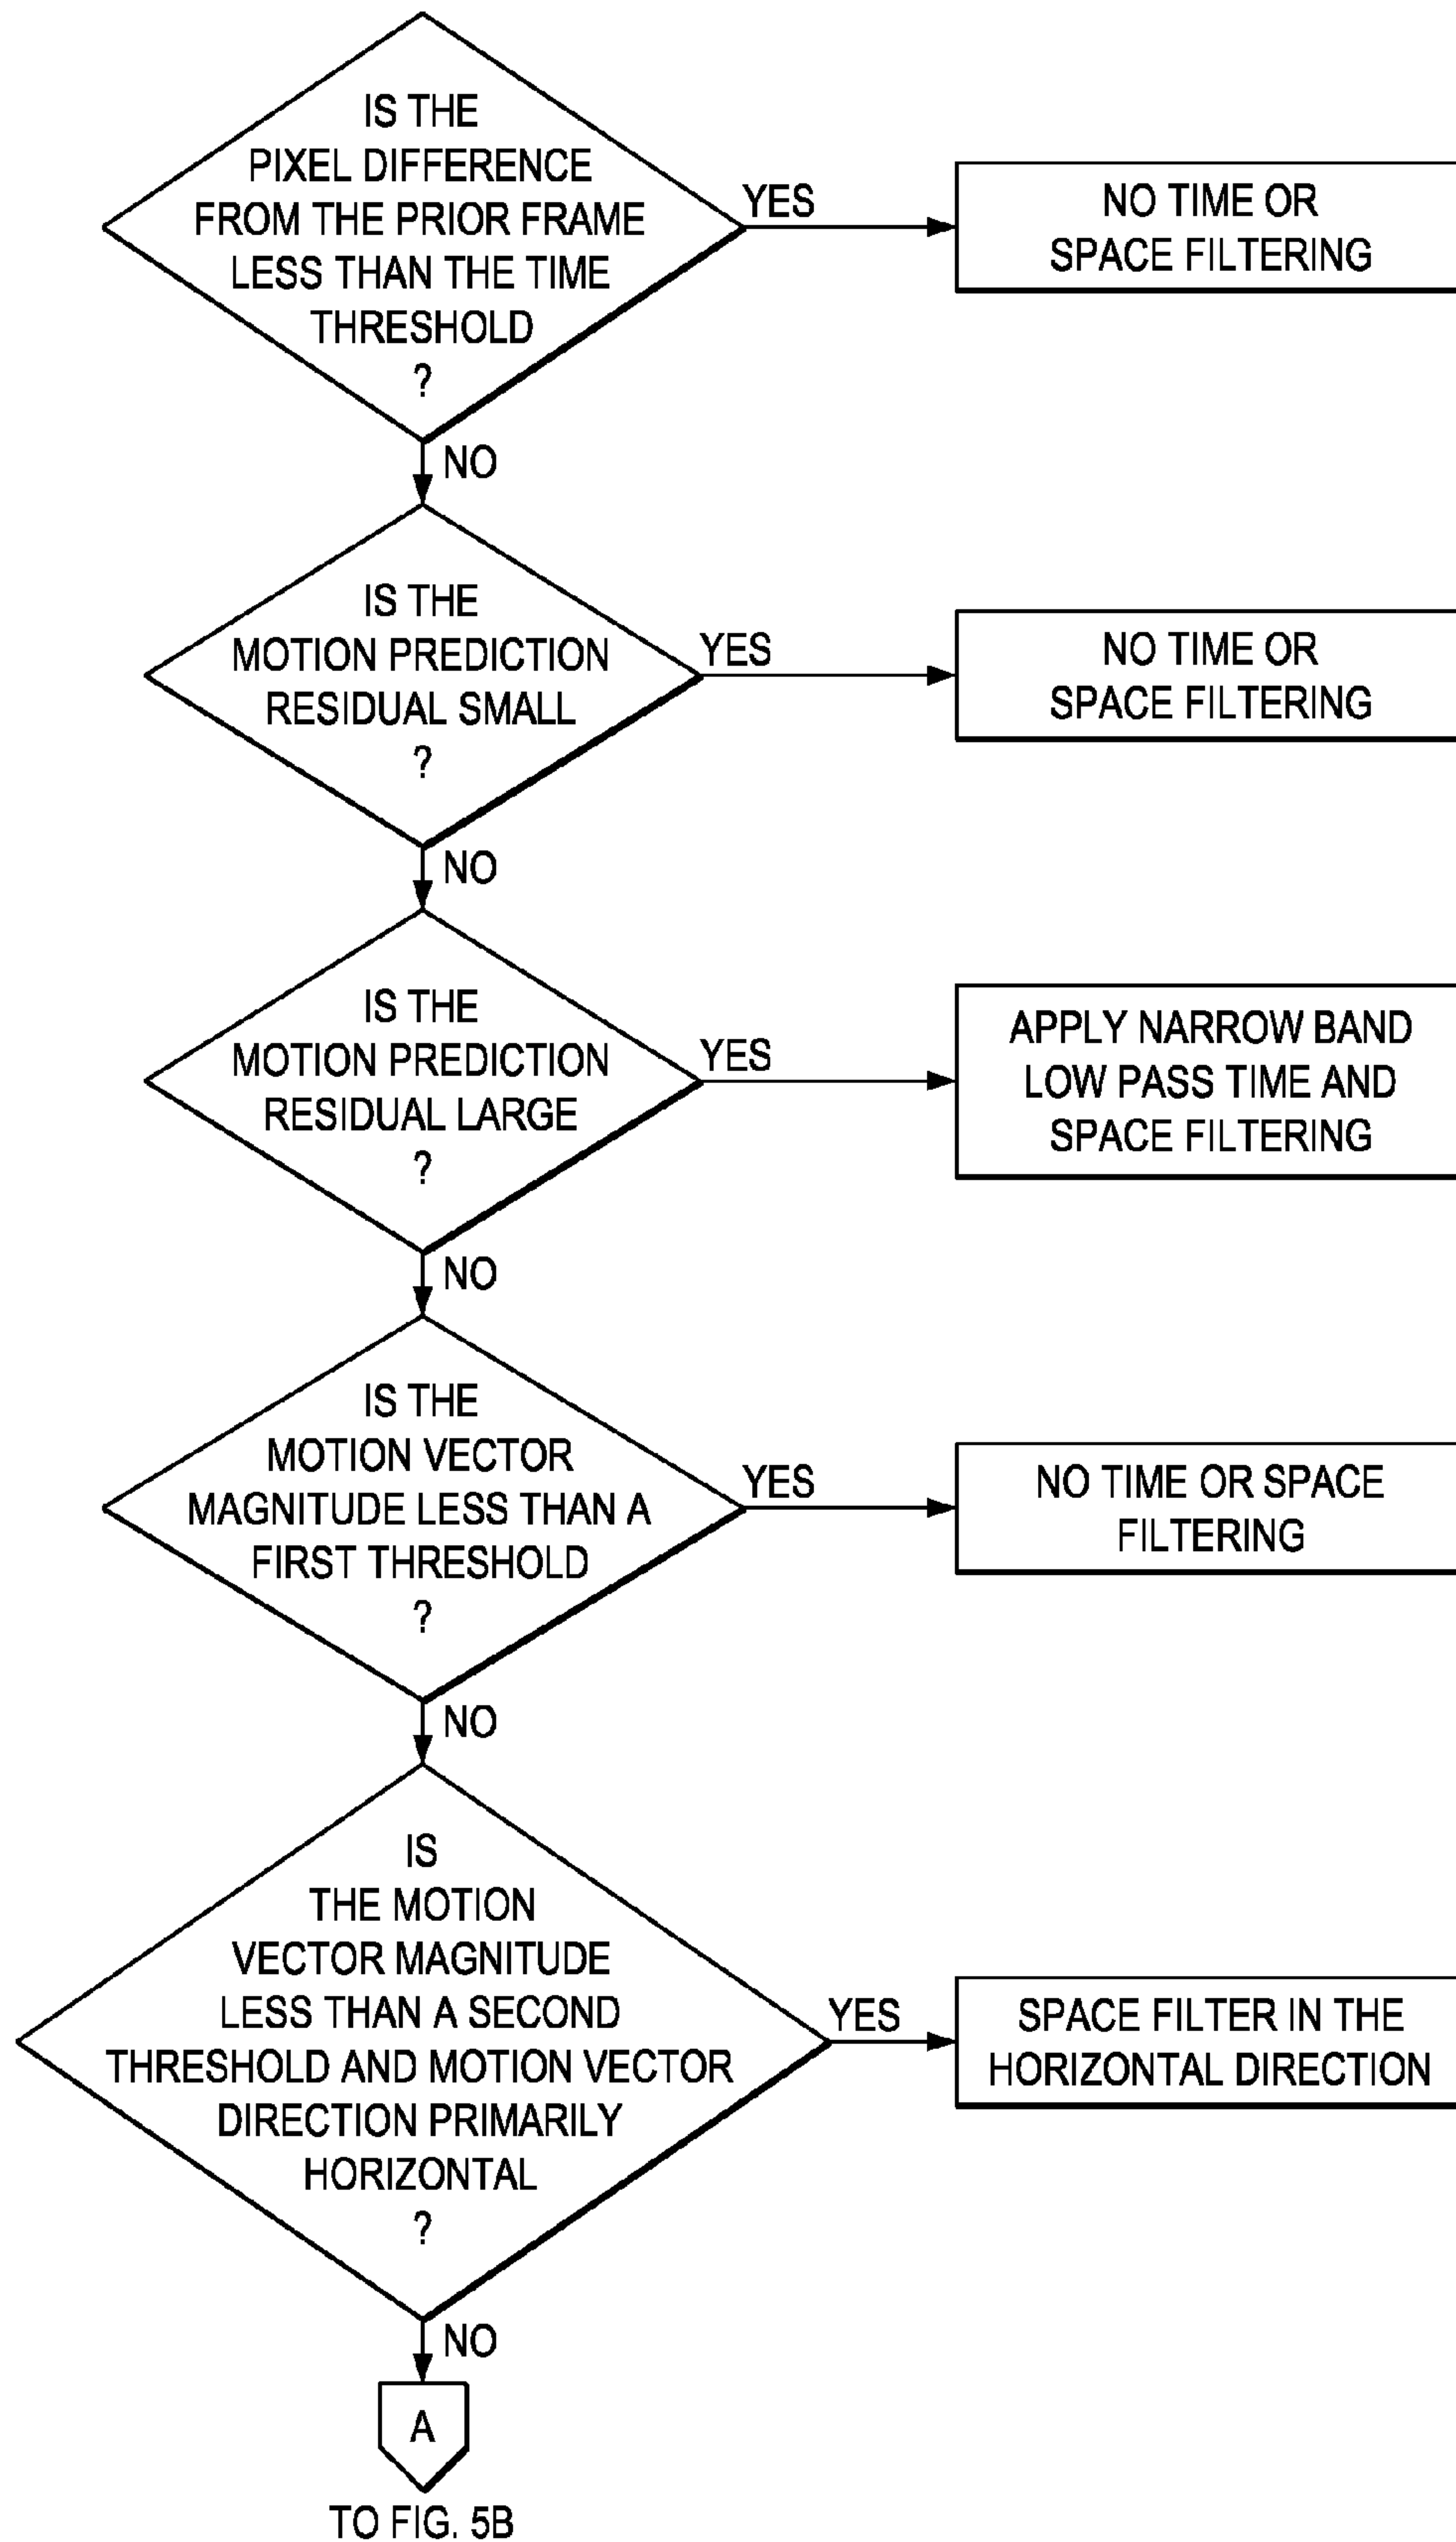 IS THE
PIXEL DIFFERENCE
FROM THE PRIOR FRAME
LESS THAN THE TIME
THRESHOLD
?
YES
NO TIME OR
SPACE FILTERING
NO
IS THE
MOTION PREDICTION
RESIDUAL SMALL
?
YES
NO TIME OR
SPACE FILTERING
NO
IS THE
MOTION PREDICTION
RESIDUAL LARGE
?
YES
APPLY NARROW BAND
LOW PASS TIME AND
SPACE FILTERING
NO
IS THE
MOTION VECTOR
MAGNITUDE LESS THAN A
FIRST THRESHOLD
?
YES
NO TIME OR SPACE
FILTERING
NO
IS
THE MOTION
VECTOR MAGNITUDE
LESS THAN A SECOND
THRESHOLD AND MOTION VECTOR
DIRECTION PRIMARILY
HORIZONTAL
?
YES
SPACE FILTER IN THE
HORIZONTAL DIRECTION
NO
A
TO FIG. 5B